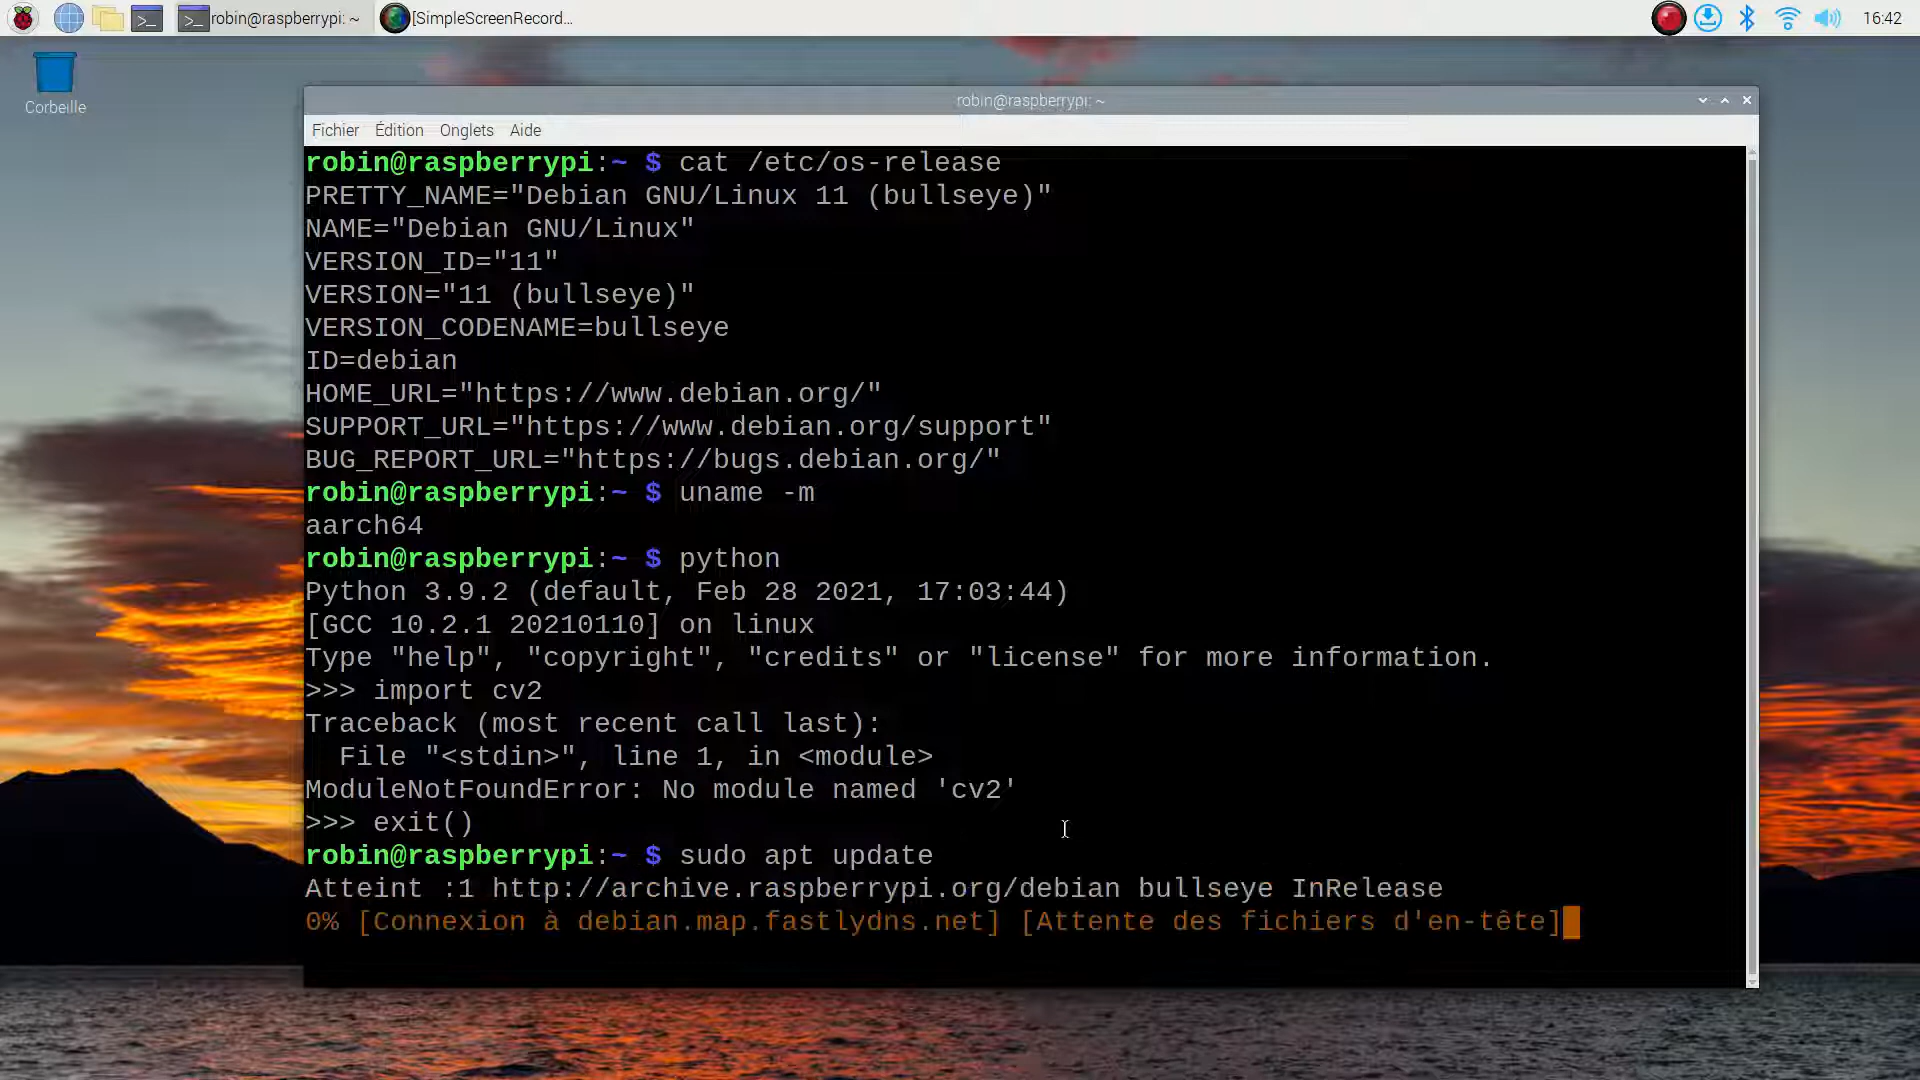 robin@raspberrypi: ~
[SimpleScreenRecord...
16:42
Corbeille
robin@raspberrypi: ~
Fichier Édition Onglets Aide
robin@raspberrypi:~ $ cat /etc/os-release
PRETTY_NAME="Debian GNU/Linux 11 (bullseye)"
NAME="Debian GNU/Linux"
VERSION_ID="11"
VERSION="11 (bullseye)"
VERSION_CODENAME=bullseye
ID=debian
HOME_URL="https://www.debian.org/"
SUPPORT_URL="https://www.debian.org/support"
BUG_REPORT_URL="https://bugs.debian.org/"
robin@raspberrypi:~ $ uname -m
aarch64
robin@raspberrypi:~ $ python
Python 3.9.2 (default, Feb 28 2021, 17:03:44)
[GCC 10.2.1 20210110] on linux
Type "help", "copyright", "credits" or "license" for more information.
>>> import cv2
Traceback (most recent call last):
  File "<stdin>", line 1, in <module>
ModuleNotFoundError: No module named 'cv2'
>>> exit()
robin@raspberrypi:~ $ sudo apt update
Atteint :1 http://archive.raspberrypi.org/debian bullseye InRelease
0% [Connexion à debian.map.fastlydns.net] [Attente des fichiers d'en-tête]